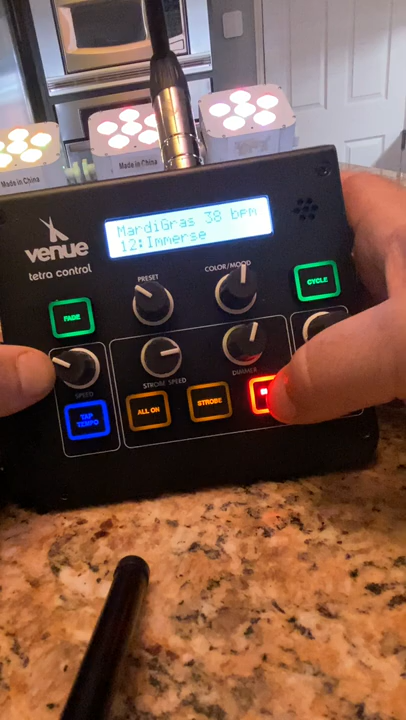 Made in China
Made in China
venue
tetra control
MardiGras 38 bpm
12:Immerse
PRESET
COLOR/MOOD
FADE
CYCLE
SPEED
STROBE SPEED
DIMMER
TAP
TEMPO
ALL ON
STROBE